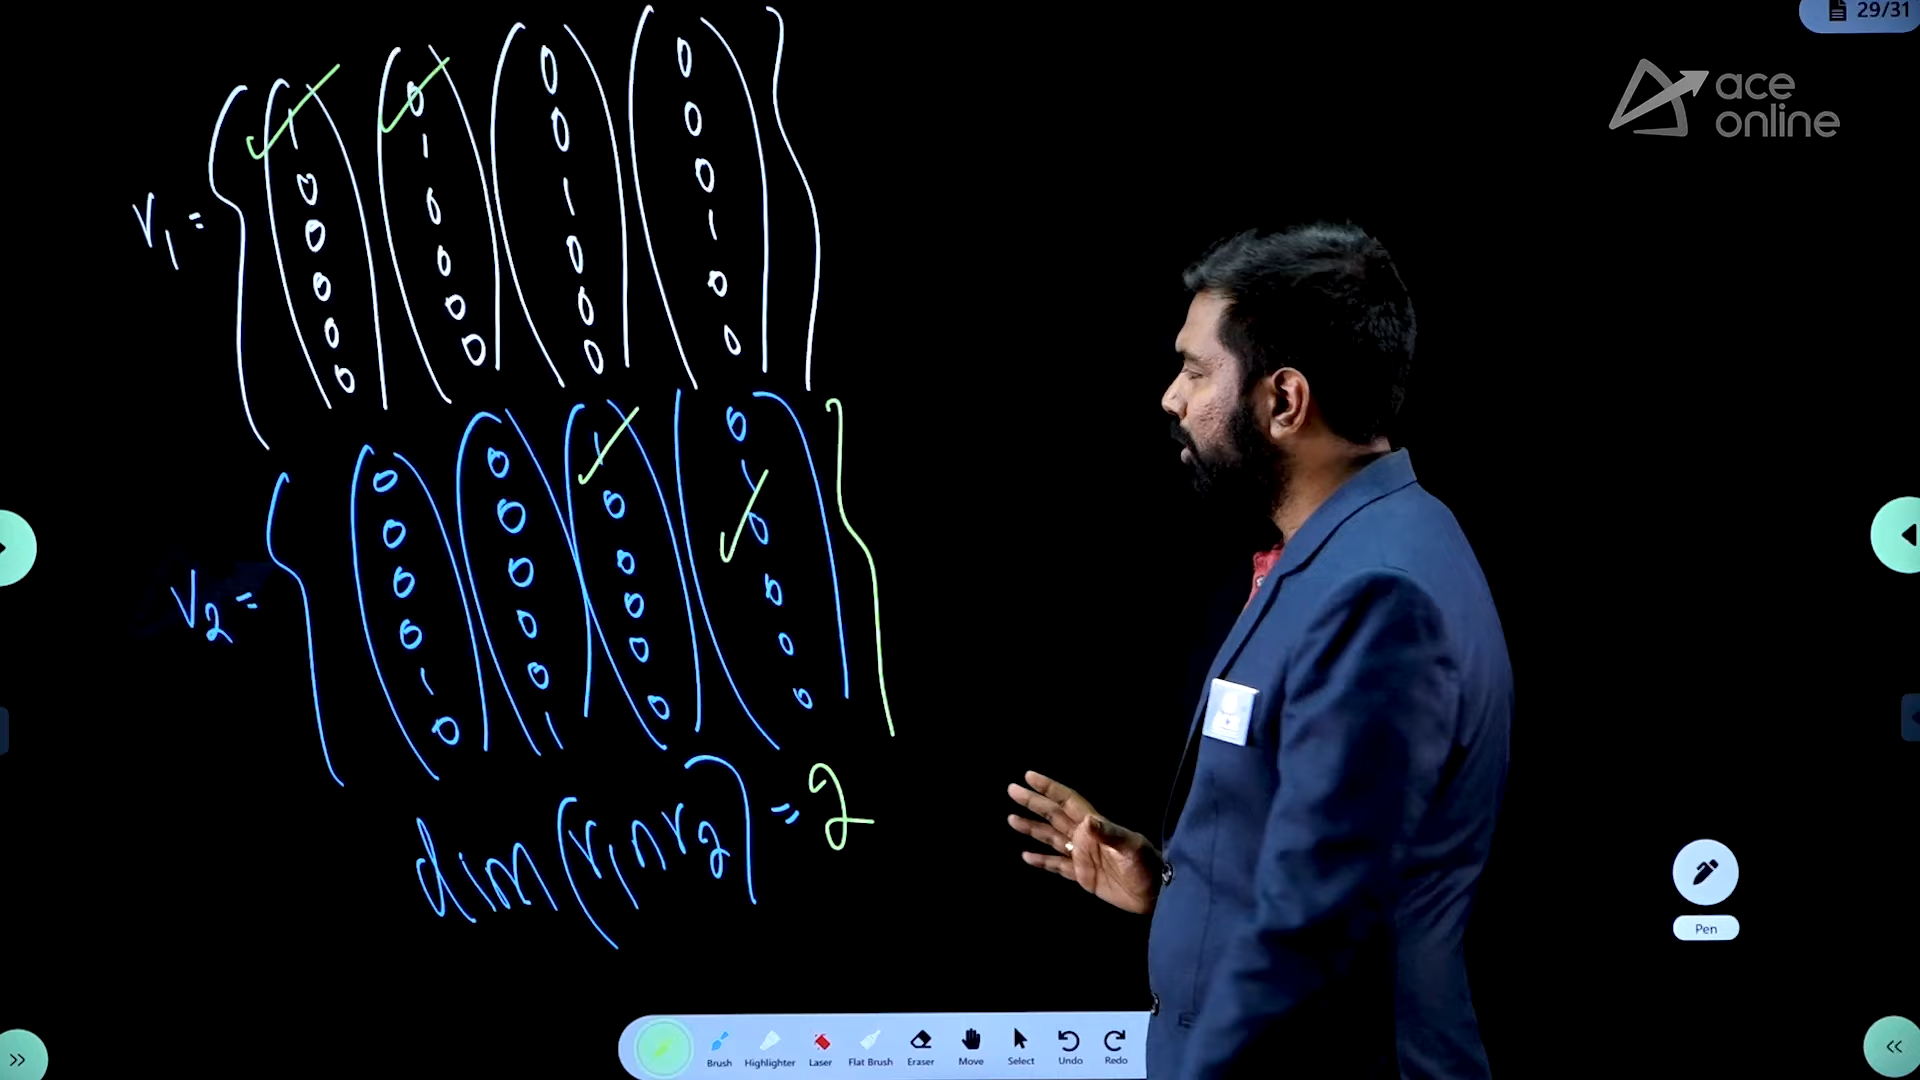 29/31
ace
online
V1 = { (1 0 0 0 0 0) (0 1 0 0 0 0) (0 0 1 0 0 0) (0 0 0 1 0 0) }
V2 = { (0 0 0 0 1 0) (0 0 0 0 0 1) (1 0 0 0 0 0) (0 1 0 0 0 0) }
dim(V1∩V2) = 2
Pen
Brush Highlighter Laser Flat Brush Eraser Move Select Undo Redo